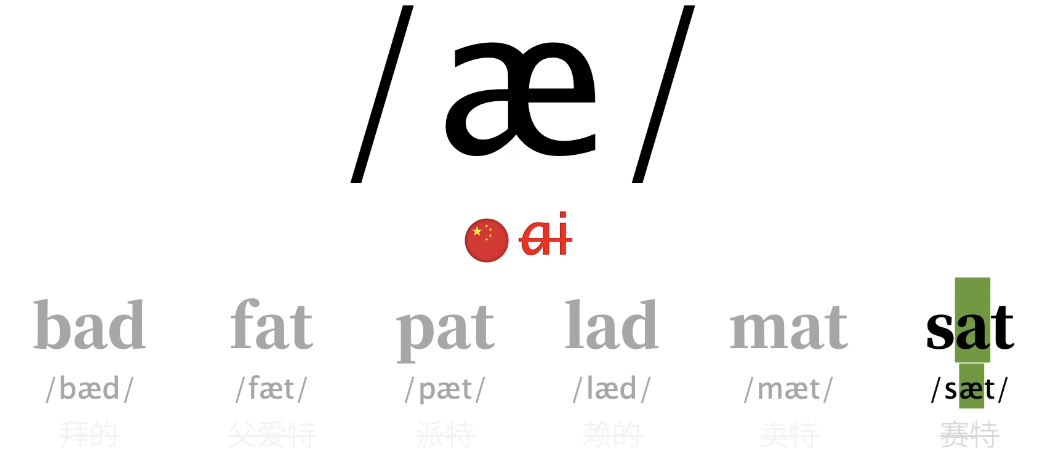 /æ/
ai
bad fat pat lad mat sat
/bæd/ /fæt/ /pæt/ /læd/ /mæt/ /sæt/
拜的 父爱特 派特 赖的 卖特 赛特